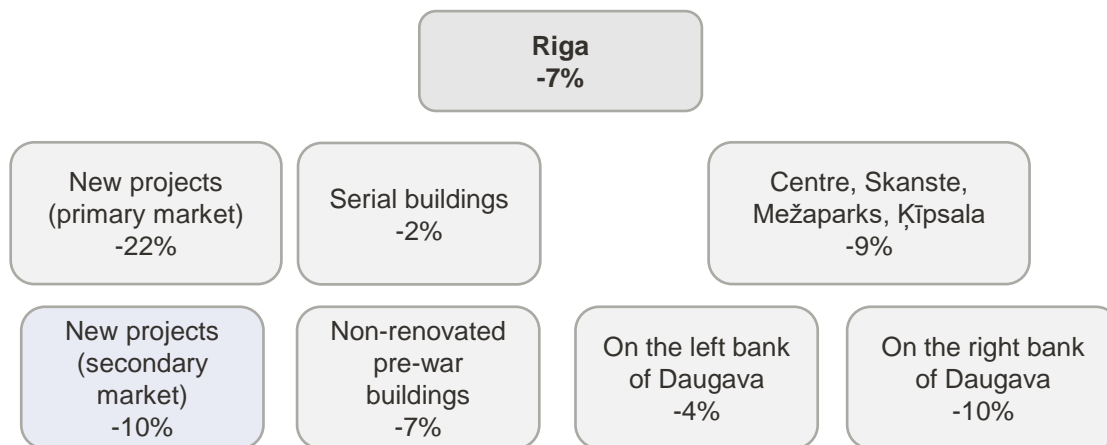 Riga
-7%
New projects
(primary market)
-22%
Serial buildings
-2%
Centre, Skanste,
Mežaparks, Ķīpsala
-9%
New projects
(secondary
market)
-10%
Non-renovated
pre-war
buildings
-7%
On the left bank
of Daugava
-4%
On the right bank
of Daugava
-10%